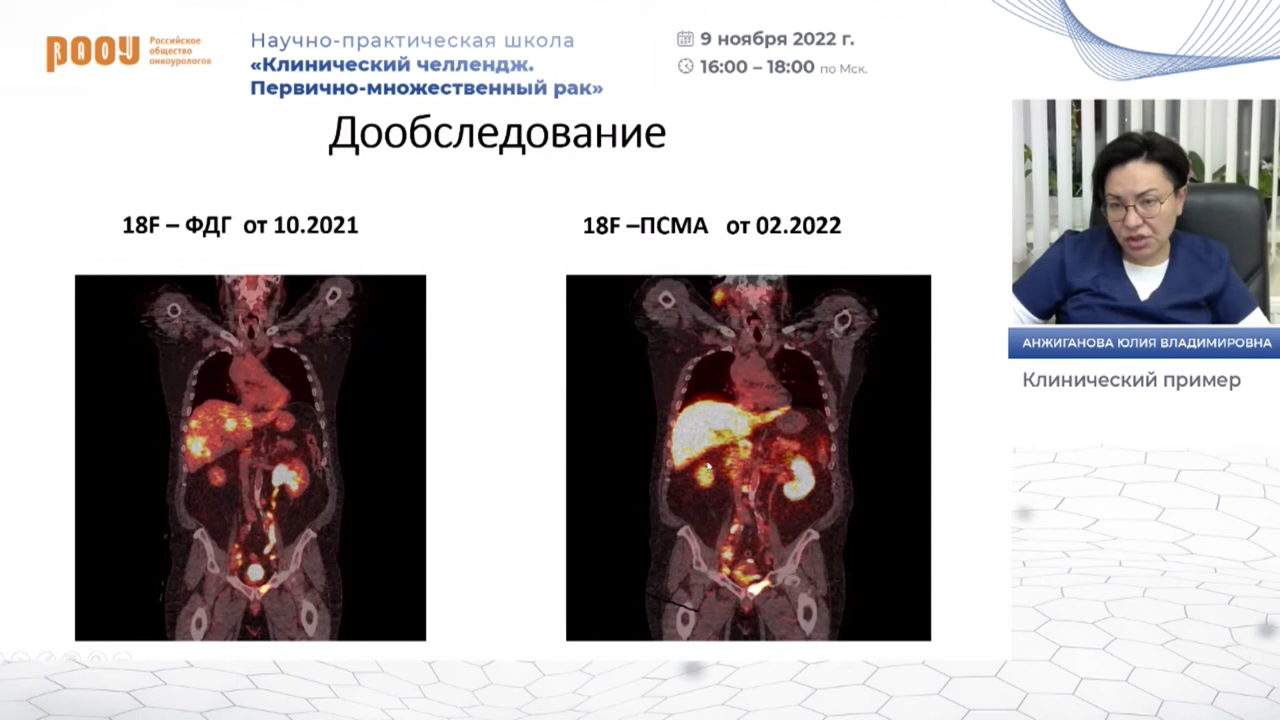 РАОУ
Российское
общество
онкоурологов
Научно-практическая школа
«Клинический челлендж.
Первично-множественный рак»
9 ноября 2022 г.
16:00 – 18:00 по Мск.
Дообследование
18F – ФДГ от 10.2021
18F –ПСМА от 02.2022
АНЖИГАНОВА ЮЛИЯ ВЛАДИМИРОВНА
Клинический пример